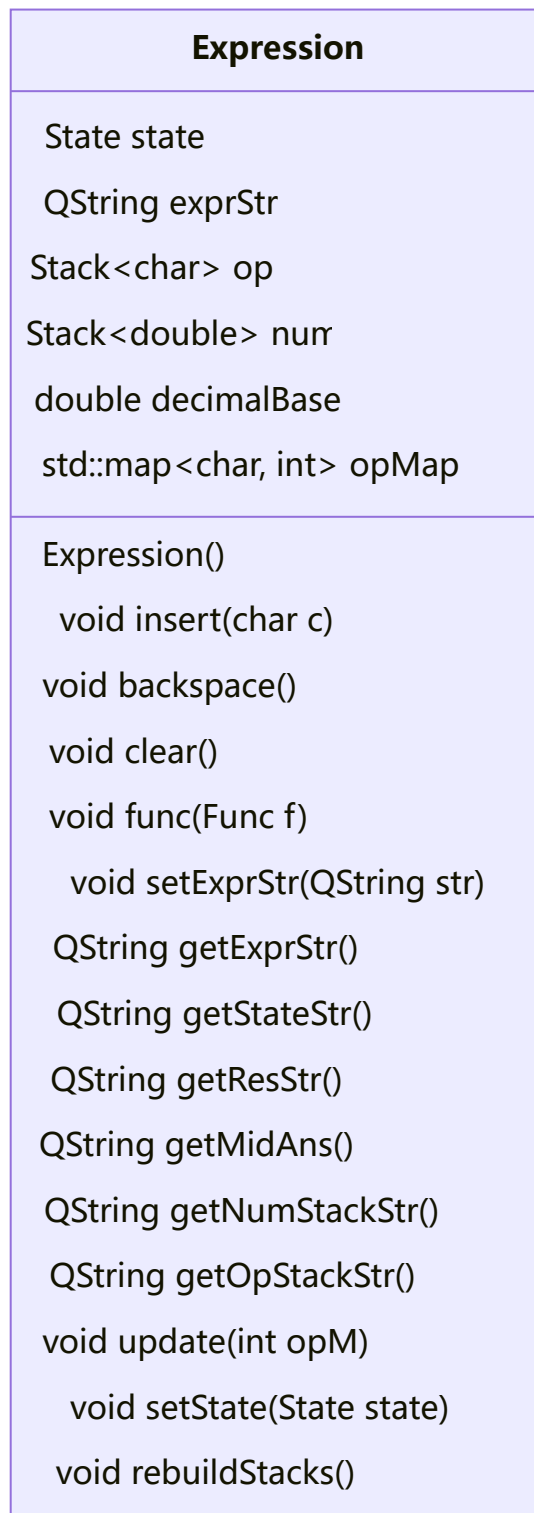 Expression
State state
QString exprStr
Stack<char> op
Stack<double> num
double decimalBase
std::map<char, int> opMap
Expression()
void insert(char c)
void backspace()
void clear()
void func(Func f)
void setExprStr(QString str)
QString getExprStr()
QString getStateStr()
QString getResStr()
QString getMidAns()
QString getNumStackStr()
QString getOpStackStr()
void update(int opM)
void setState(State state)
void rebuildStacks()